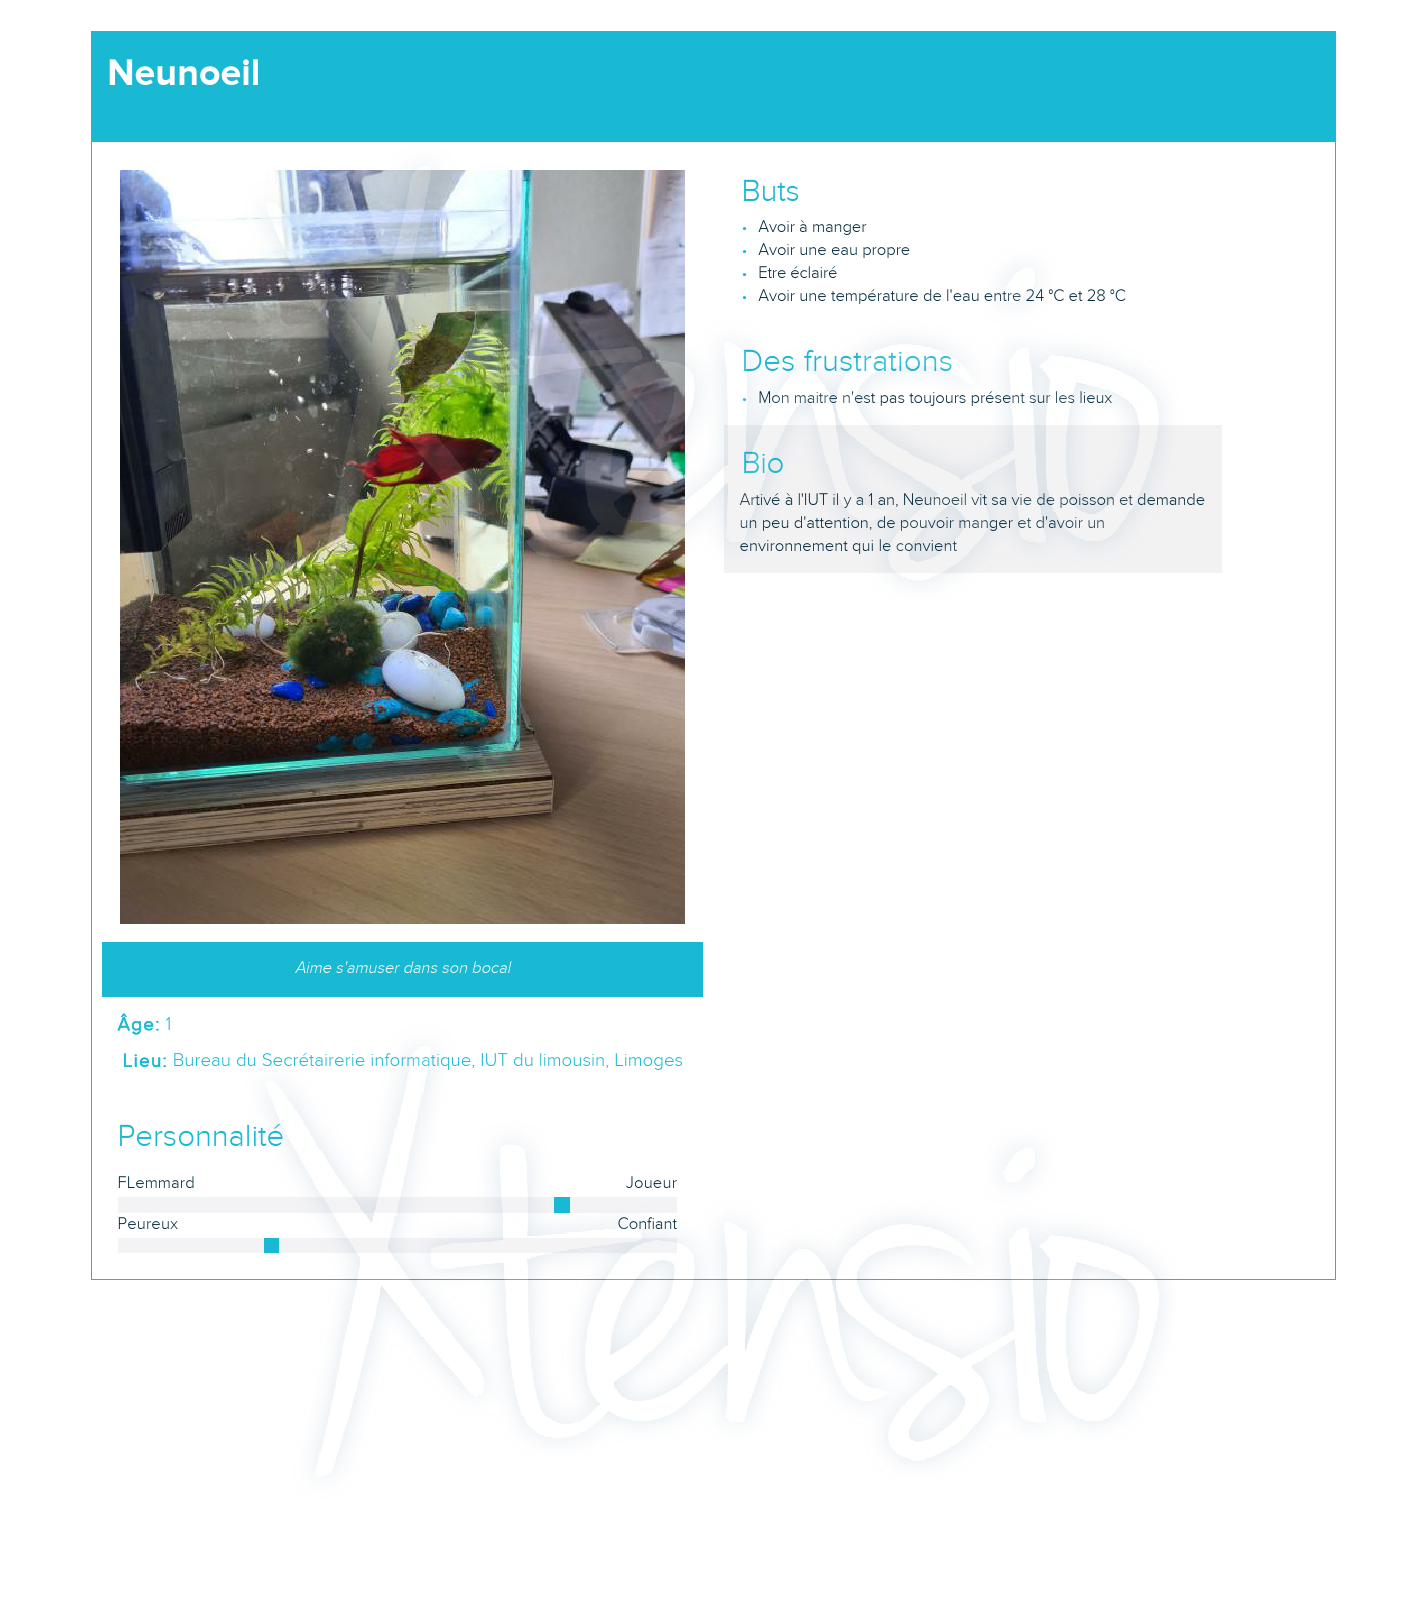 Neunoeil
Aime s'amuser dans son bocal
Âge: 1
Lieu: Bureau du Secrétairerie informatique, IUT du limousin, Limoges
Personnalité
FLemmard Joueur
Peureux Confiant
Buts
• Avoir à manger
• Avoir une eau propre
• Etre éclairé
• Avoir une température de l'eau entre 24 °C et 28 °C
Des frustrations
• Mon maitre n'est pas toujours présent sur les lieux
Bio
Artivé à l'IUT il y a 1 an, Neunoeil vit sa vie de poisson et demande
un peu d'attention, de pouvoir manger et d'avoir un
environnement qui le convient
Xtensio
Xtensio